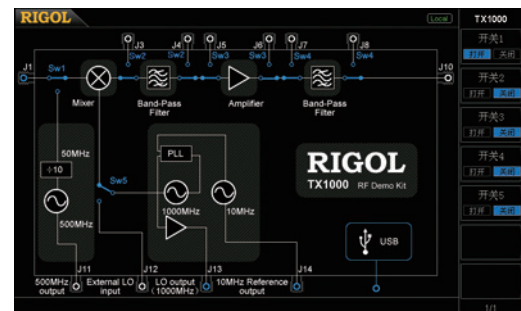 RIGOL
Local
TX1000
J3
J4
J5
J6
J7
J8
Sw2
Sw2
Sw3
Sw3
Sw4
Sw4
J1
Sw1
J10
Mixer
Band-Pass
Filter
Amplifier
Band-Pass
Filter
50MHz
÷10
500MHz
Sw5
PLL
1000MHz
10MHz
RIGOL
TX1000 RF Demo Kit
USB
J11
J12
J13
J14
500MHz
output
External LO
input
LO output
(1000MHz)
10MHz Reference
output
开关1
打开 关闭
开关2
打开 关闭
开关3
打开 关闭
开关4
打开 关闭
开关5
打开 关闭
1/1